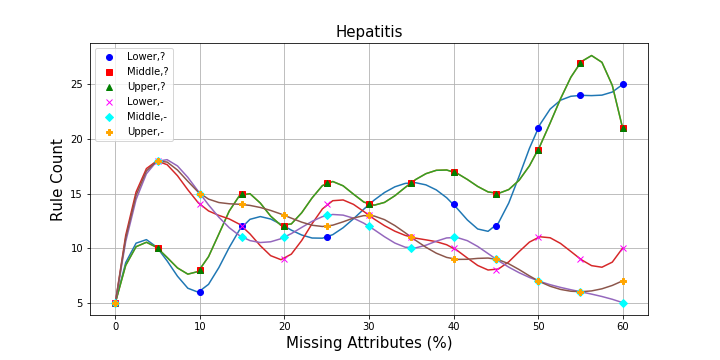 Hepatitis
Lower,?
Middle,?
Upper,?
Lower,-
Middle,-
Upper,-
Rule Count
25
20
15
10
5
0 10 20 30 40 50 60
Missing Attributes (%)